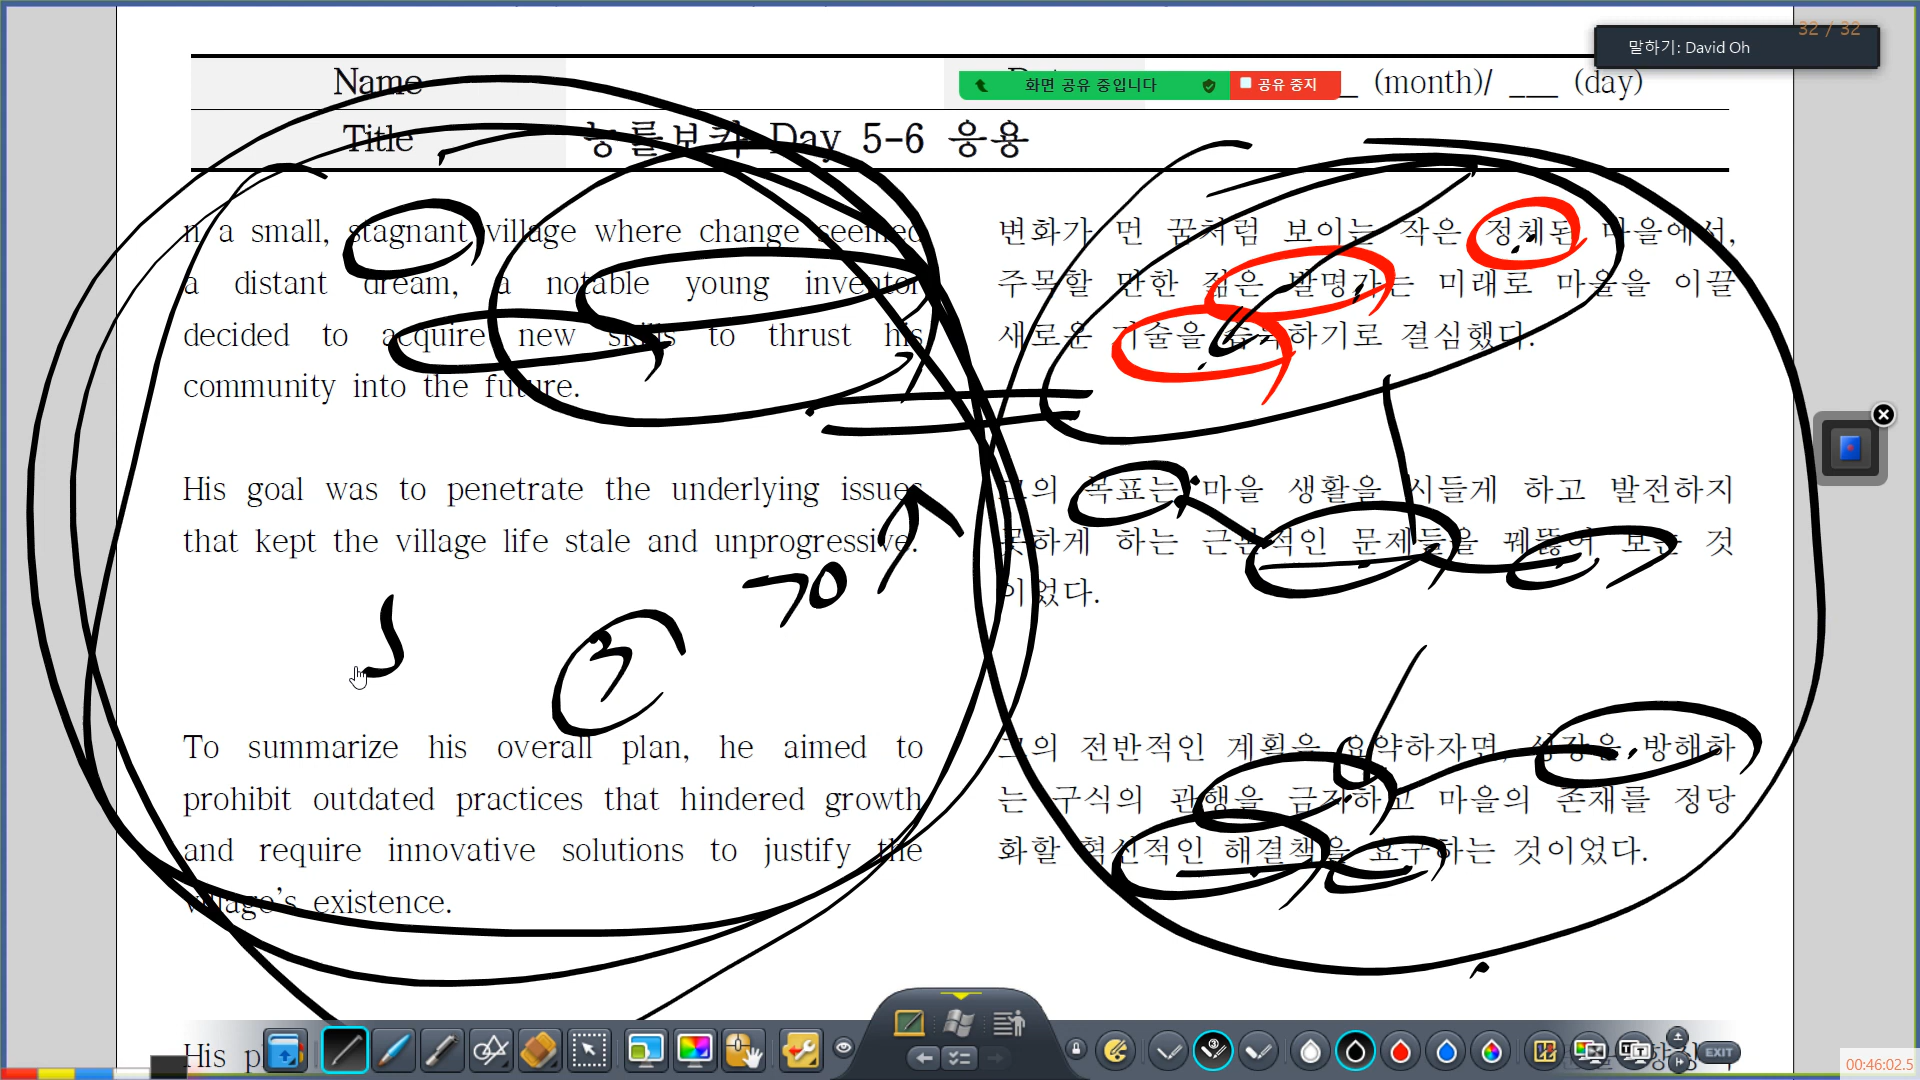 32 / 32
말하기: David Oh
Name
화면 공유 중입니다
공유 중지
(month)/ ___ (day)
Title
능률보카 Day 5-6 응용
n a small, stagnant village where change seemed
a distant dream, a notable young inventor
decided to acquire new skills to thrust his
community into the future.
변화가 먼 꿈처럼 보이는 작은 정체된 마을에서,
주목할 만한 젊은 발명가는 미래로 마을을 이끌
새로운 기술을 습득하기로 결심했다.
His goal was to penetrate the underlying issues
that kept the village life stale and unprogressive.
그의 목표는 마을 생활을 시들게 하고 발전하지
못하게 하는 근본적인 문제들을 꿰뚫어 보는 것
이었다.
70
3
To summarize his overall plan, he aimed to
prohibit outdated practices that hindered growth
and require innovative solutions to justify the
village's existence.
그의 전반적인 계획을 요약하자면, 성장을 방해하
는 구식의 관행을 금지하고 마을의 존재를 정당
화할 혁신적인 해결책을 요구하는 것이었다.
His
EXIT
00:46:02.5